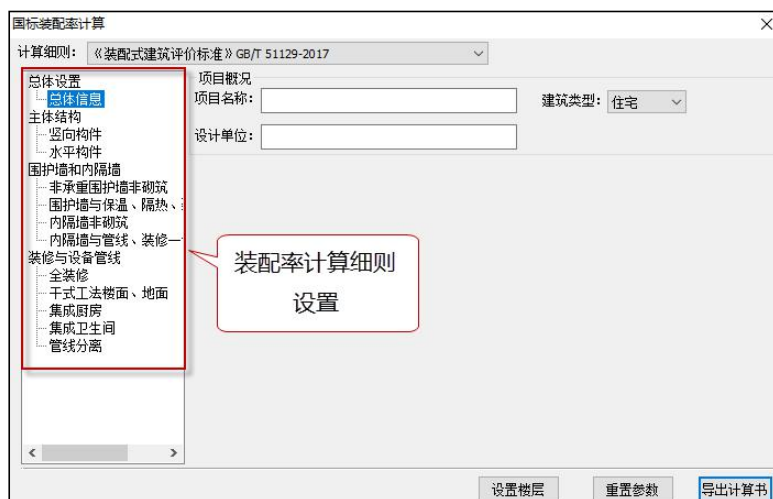 国标装配率计算
计算细则：
《装配式建筑评价标准》GB/T 51129-2017
总体设置
总体信息
主体结构
竖向构件
水平构件
围护墙和内隔墙
非承重围护墙非砌筑
围护墙与保温、隔热、
内隔墙非砌筑
内隔墙与管线、装修一
装修与设备管线
全装修
干式工法楼面、地面
集成厨房
集成卫生间
管线分离
项目概况
项目名称：
建筑类型：
住宅
设计单位：
装配率计算细则
设置
设置楼层
重置参数
导出计算书